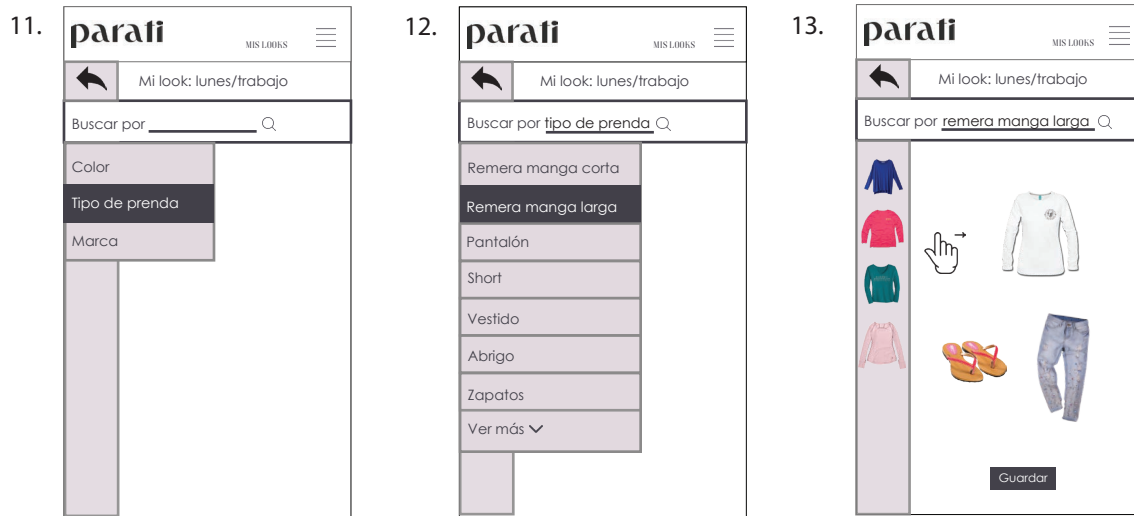 11.
parati
MIS LOOKS
Mi look: lunes/trabajo
Buscar por
Color
Tipo de prenda
Marca
12.
parati
MIS LOOKS
Mi look: lunes/trabajo
Buscar por tipo de prenda
Remera manga corta
Remera manga larga
Pantalón
Short
Vestido
Abrigo
Zapatos
Ver más
13.
parati
MIS LOOKS
Mi look: lunes/trabajo
Buscar por remera manga larga
Guardar